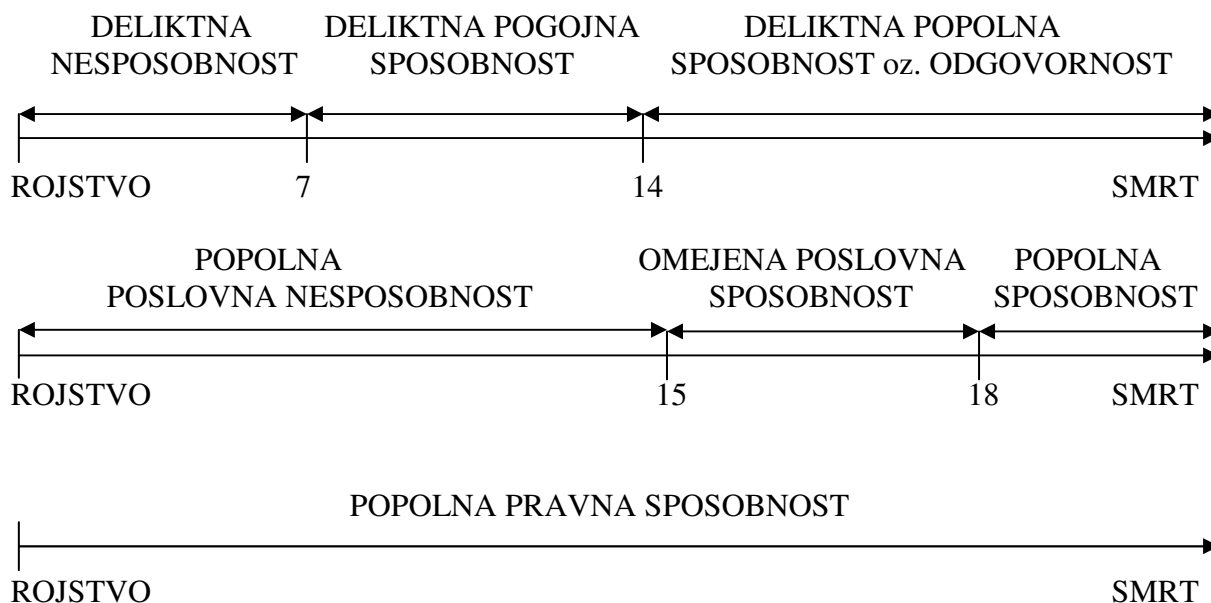 DELIKTNA DELIKTNA POGOJNA DELIKTNA POPOLNA
NESPOSOBNOST SPOSOBNOST SPOSOBNOST oz. ODGOVORNOST
ROJSTVO 7 14 SMRT
POPOLNA OMEJENA POSLOVNA POPOLNA
POSLOVNA NESPOSOBNOST SPOSOBNOST SPOSOBNOST
ROJSTVO 15 18 SMRT
POPOLNA PRAVNA SPOSOBNOST
ROJSTVO SMRT